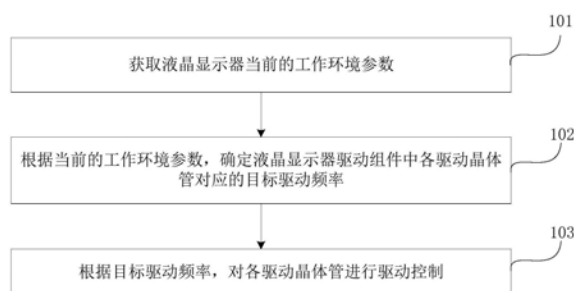 101
获取液晶显示器当前的工作环境参数
102
根据当前的工作环境参数，确定液晶显示器驱动组件中各驱动晶体
管对应的目标驱动频率
103
根据目标驱动频率，对各驱动晶体管进行驱动控制